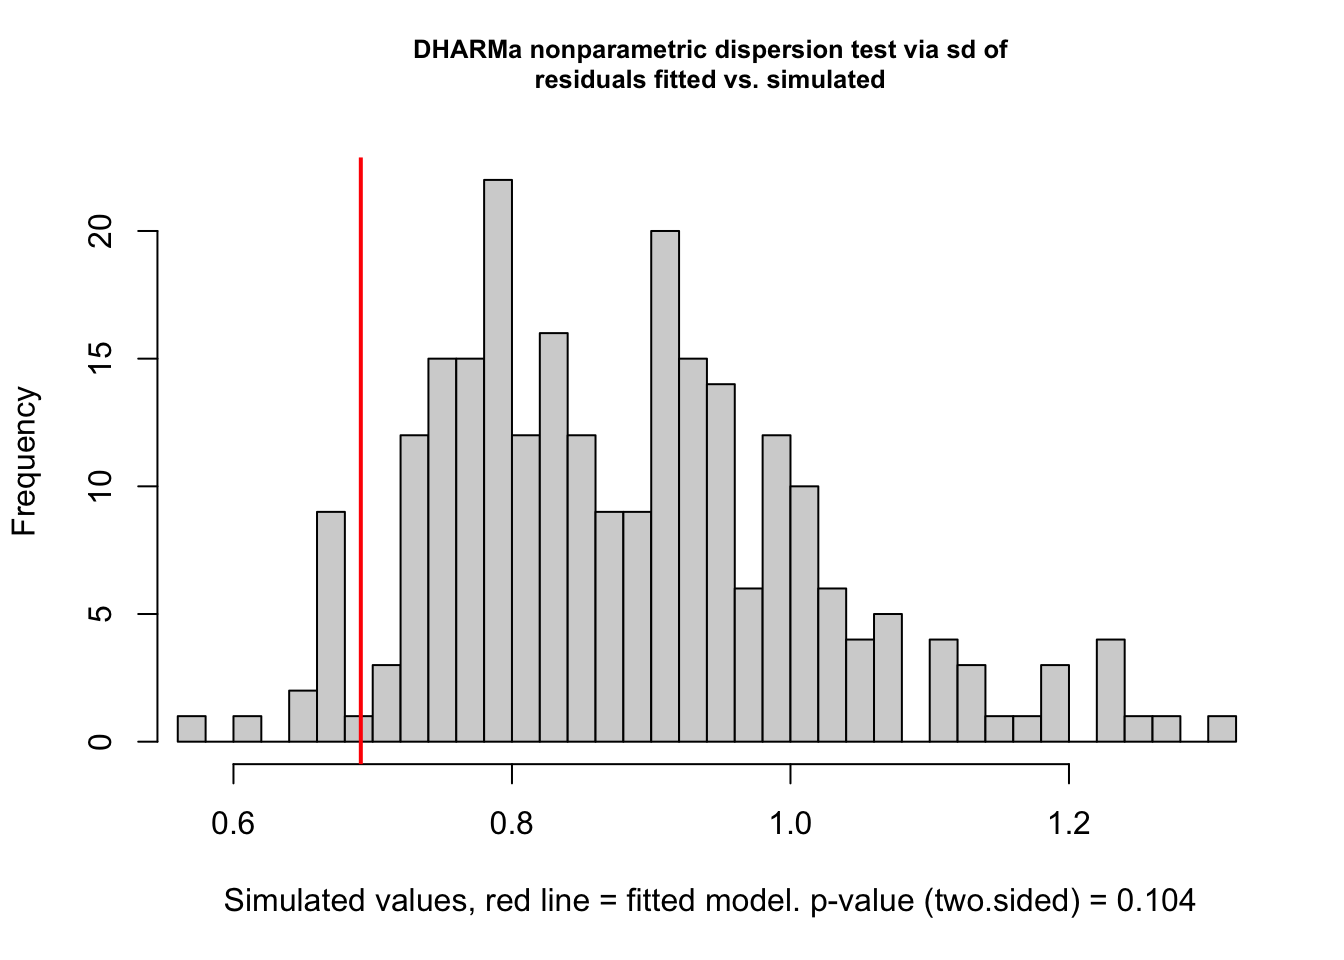 DHARMa nonparametric dispersion test via sd of
residuals fitted vs. simulated
Frequency
20
15
10
5
0
0.6 0.8 1.0 1.2
Simulated values, red line = fitted model. p-value (two.sided) = 0.104